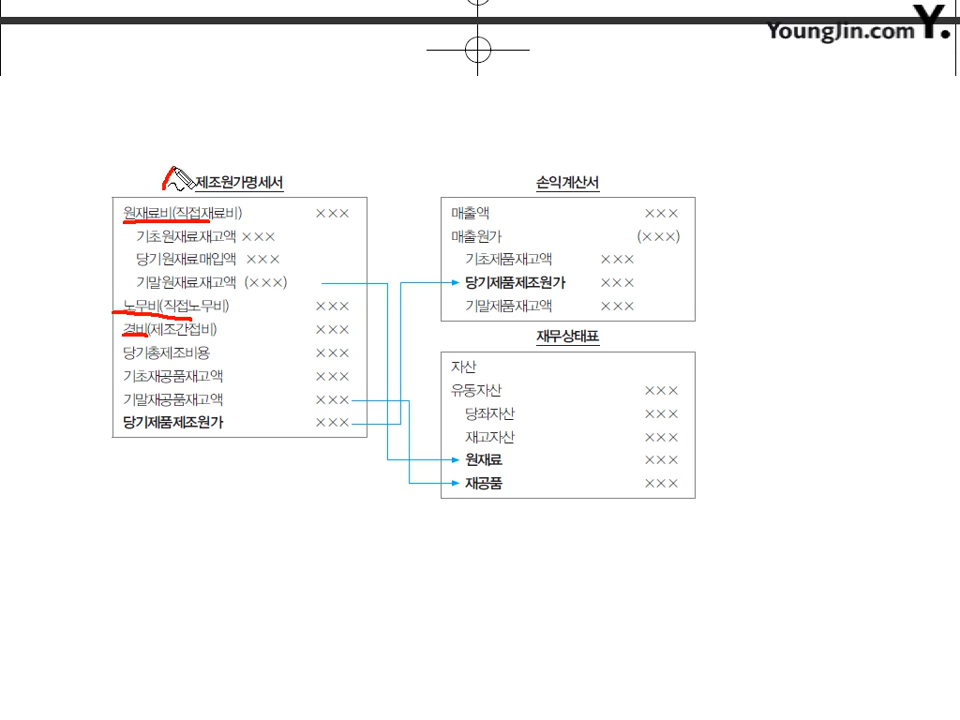 YoungJin.com Y.
제조원가명세서
원재료비(직접재료비) ×××
기초원재료재고액 ×××
당기원재료매입액 ×××
기말원재료재고액 (×××)
노무비(직접노무비) ×××
경비(제조간접비) ×××
당기총제조비용 ×××
기초재공품재고액 ×××
기말재공품재고액 ×××
당기제품제조원가 ×××
손익계산서
매출액 ×××
매출원가 (×××)
기초제품재고액 ×××
당기제품제조원가 ×××
기말제품재고액 ×××
재무상태표
자산
유동자산 ×××
당좌자산 ×××
재고자산 ×××
원재료 ×××
재공품 ×××